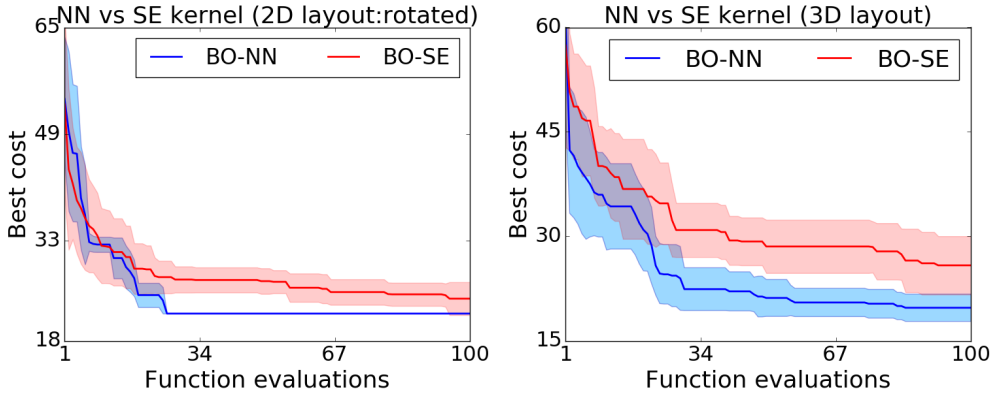 NN vs SE kernel (2D layout:rotated)
BO-NN
BO-SE
65
49
33
18
Best cost
1
34
67
100
Function evaluations
NN vs SE kernel (3D layout)
BO-NN
BO-SE
60
45
30
15
Best cost
1
34
67
100
Function evaluations